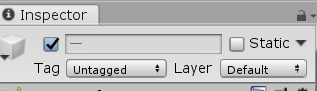 Inspector
— Static
Tag Untagged Layer Default